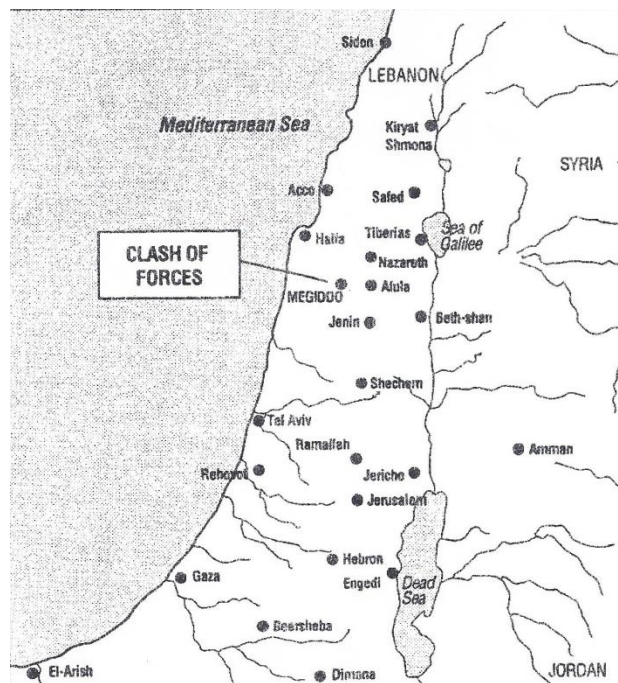 Sidon
LEBANON
Mediterranean Sea
Kiryat
Shmona
SYRIA
Acco
Safed
Haifa
Tiberias
Sea of
Galilee
CLASH OF
FORCES
Nazareth
MEGIDDO
Afula
Jenin
Beth-shan
Shechem
Tel Aviv
Ramallah
Amman
Rehovot
Jericho
Jerusalem
Hebron
Gaza
Engedi
Dead
Sea
Beersheba
El-Arish
Dimona
JORDAN